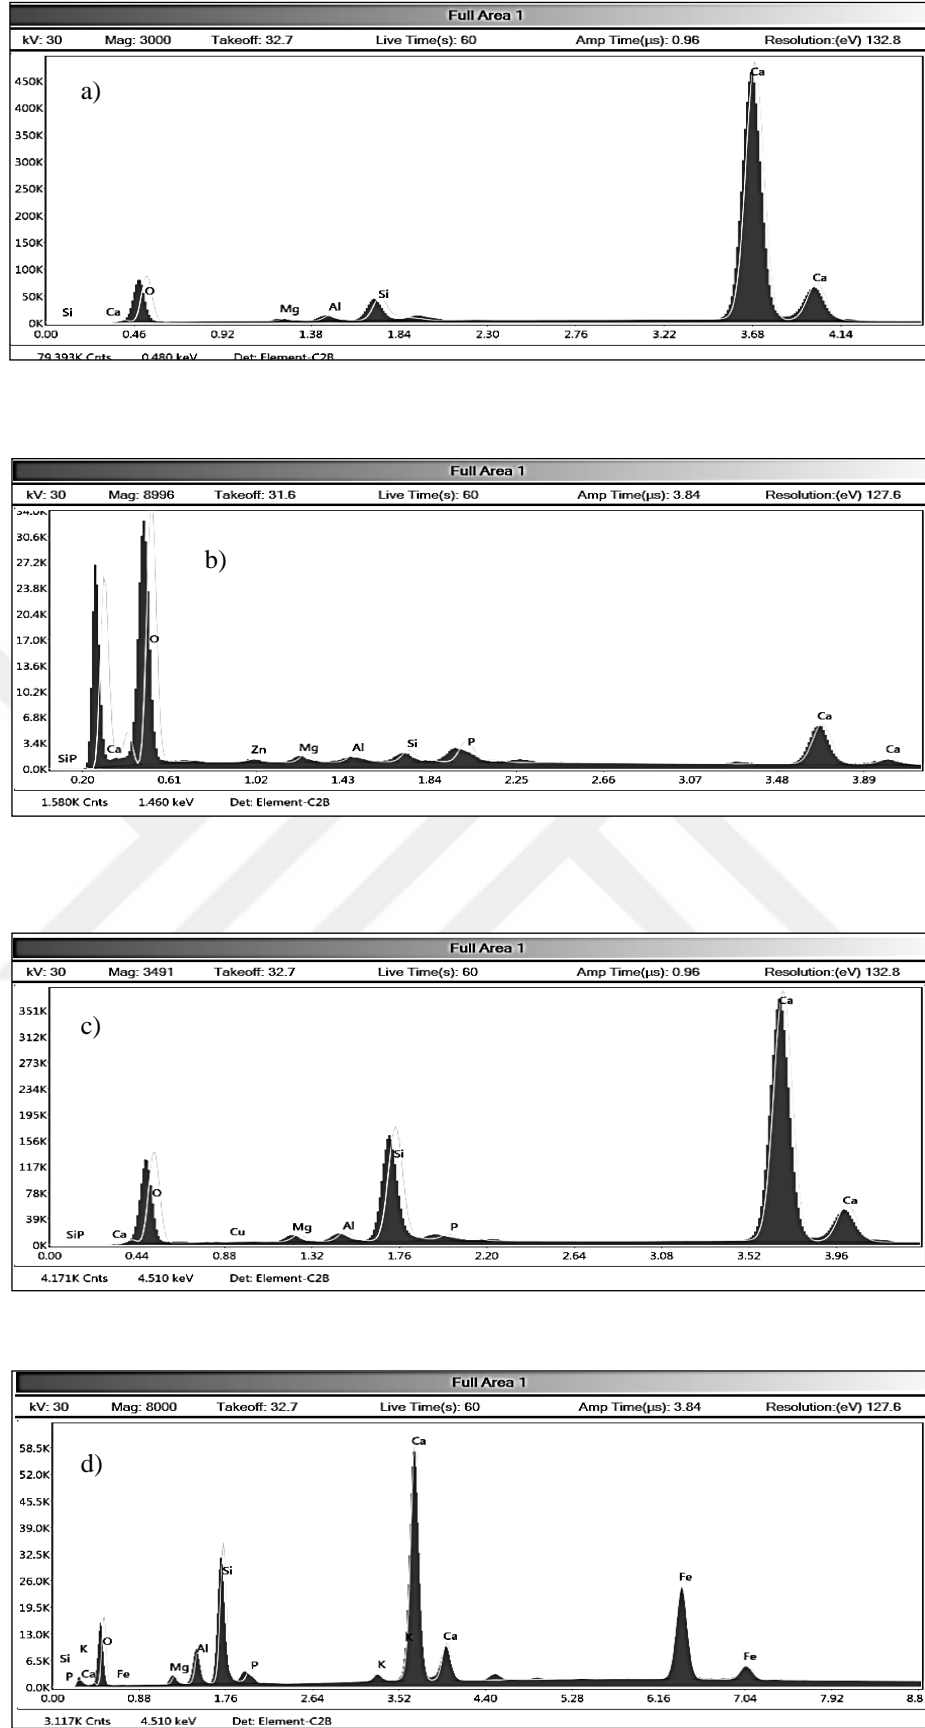 Full Area 1
kV: 30 Mag: 3000 Takeoff: 32.7 Live Time(s): 60 Amp Time(µs): 0.96 Resolution:(eV) 132.8
a)
Ca
450K
400K
350K
300K
250K
200K
150K
100K
50K
0K
Si Ca O Mg Al Si Ca
0.00 0.46 0.92 1.38 1.84 2.30 2.76 3.22 3.68 4.14
79.393K Cnts 0.480 keV Det: Element-C2B
Full Area 1
kV: 30 Mag: 8996 Takeoff: 31.6 Live Time(s): 60 Amp Time(µs): 3.84 Resolution:(eV) 127.6
34.0K
b)
30.6K
27.2K
23.8K
20.4K
17.0K
13.6K
10.2K
6.8K
3.4K
0.0K
SiP Ca O Zn Mg Al Si P Ca Ca
0.20 0.61 1.02 1.43 1.84 2.25 2.66 3.07 3.48 3.89
1.580K Cnts 1.460 keV Det: Element-C2B
Full Area 1
kV: 30 Mag: 3491 Takeoff: 32.7 Live Time(s): 60 Amp Time(µs): 0.96 Resolution:(eV) 132.8
c)
Ca
351K
312K
273K
234K
195K
156K
117K
78K
39K
0K
SiP Ca O Cu Mg Al Si P Ca
0.00 0.44 0.88 1.32 1.76 2.20 2.64 3.08 3.52 3.96
4.171K Cnts 4.510 keV Det: Element-C2B
Full Area 1
kV: 30 Mag: 8000 Takeoff: 32.7 Live Time(s): 60 Amp Time(µs): 3.84 Resolution:(eV) 127.6
d)
Ca
58.5K
52.0K
45.5K
39.0K
32.5K
26.0K
19.5K
13.0K
6.5K
0.0K
Si K O Al Si K Ca Fe
P Ca Fe Mg P K Fe
0.00 0.88 1.76 2.64 3.52 4.40 5.28 6.16 7.04 7.92 8.8
3.117K Cnts 4.510 keV Det: Element-C2B